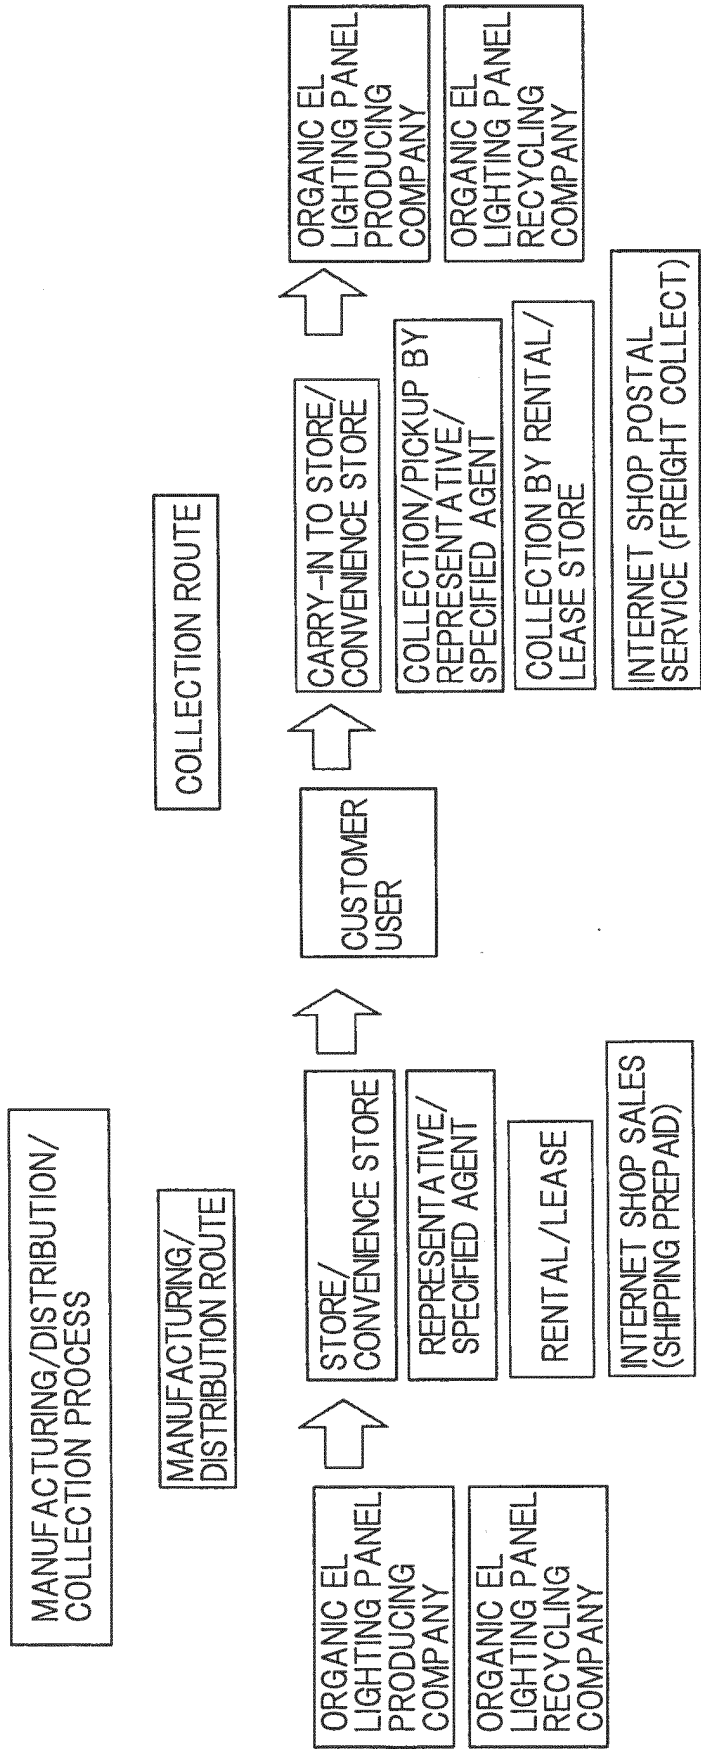 MANUFACTURING/DISTRIBUTION/
COLLECTION PROCESS
MANUFACTURING/
DISTRIBUTION ROUTE
COLLECTION ROUTE
ORGANIC EL
LIGHTING PANEL
PRODUCING
COMPANY
ORGANIC EL
LIGHTING PANEL
RECYCLING
COMPANY
STORE/
CONVENIENCE STORE
REPRESENTATIVE/
SPECIFIED AGENT
RENTAL/LEASE
INTERNET SHOP SALES
(SHIPPING PREPAID)
CUSTOMER
USER
CARRY-IN TO STORE/
CONVENIENCE STORE
COLLECTION/PICKUP BY
REPRESENTATIVE/
SPECIFIED AGENT
COLLECTION BY RENTAL/
LEASE STORE
INTERNET SHOP POSTAL
SERVICE (FREIGHT COLLECT)
ORGANIC EL
LIGHTING PANEL
PRODUCING
COMPANY
ORGANIC EL
LIGHTING PANEL
RECYCLING
COMPANY